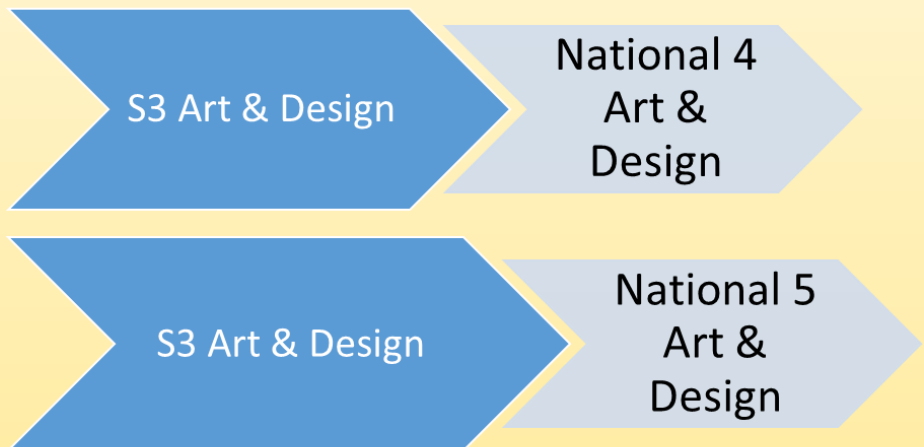 S3 Art & Design
National 4
Art &
Design
S3 Art & Design
National 5
Art &
Design